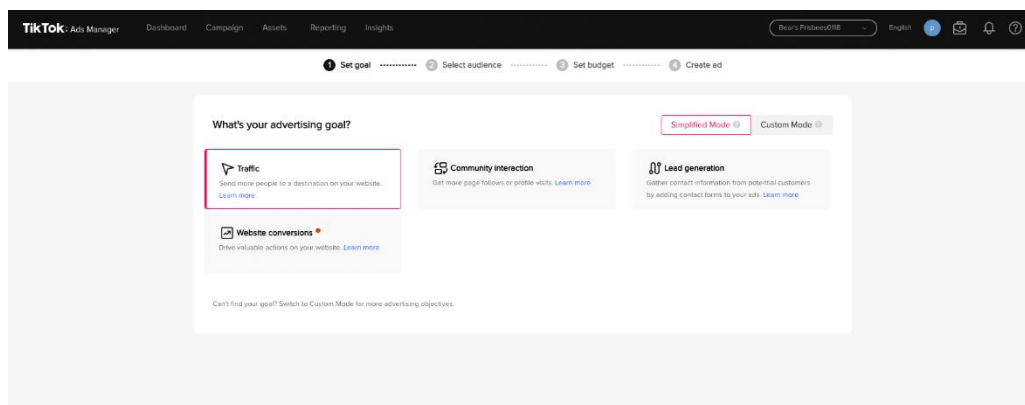 TikTok: Ads Manager Dashboard Campaign Assets Reporting Insights Bear's Frisbees0118 English P
1 Set goal 2 Select audience 3 Set budget 4 Create ad
What's your advertising goal? Simplified Mode Custom Mode
Traffic
Send more people to a destination on your website.
Learn more
Community interaction
Get more page follows or profile visits. Learn more
Lead generation
Gather contact information from potential customers
by adding contact forms to your ads. Learn more
Website conversions
Drive valuable actions on your website. Learn more
Can't find your goal? Switch to Custom Mode for more advertising objectives.